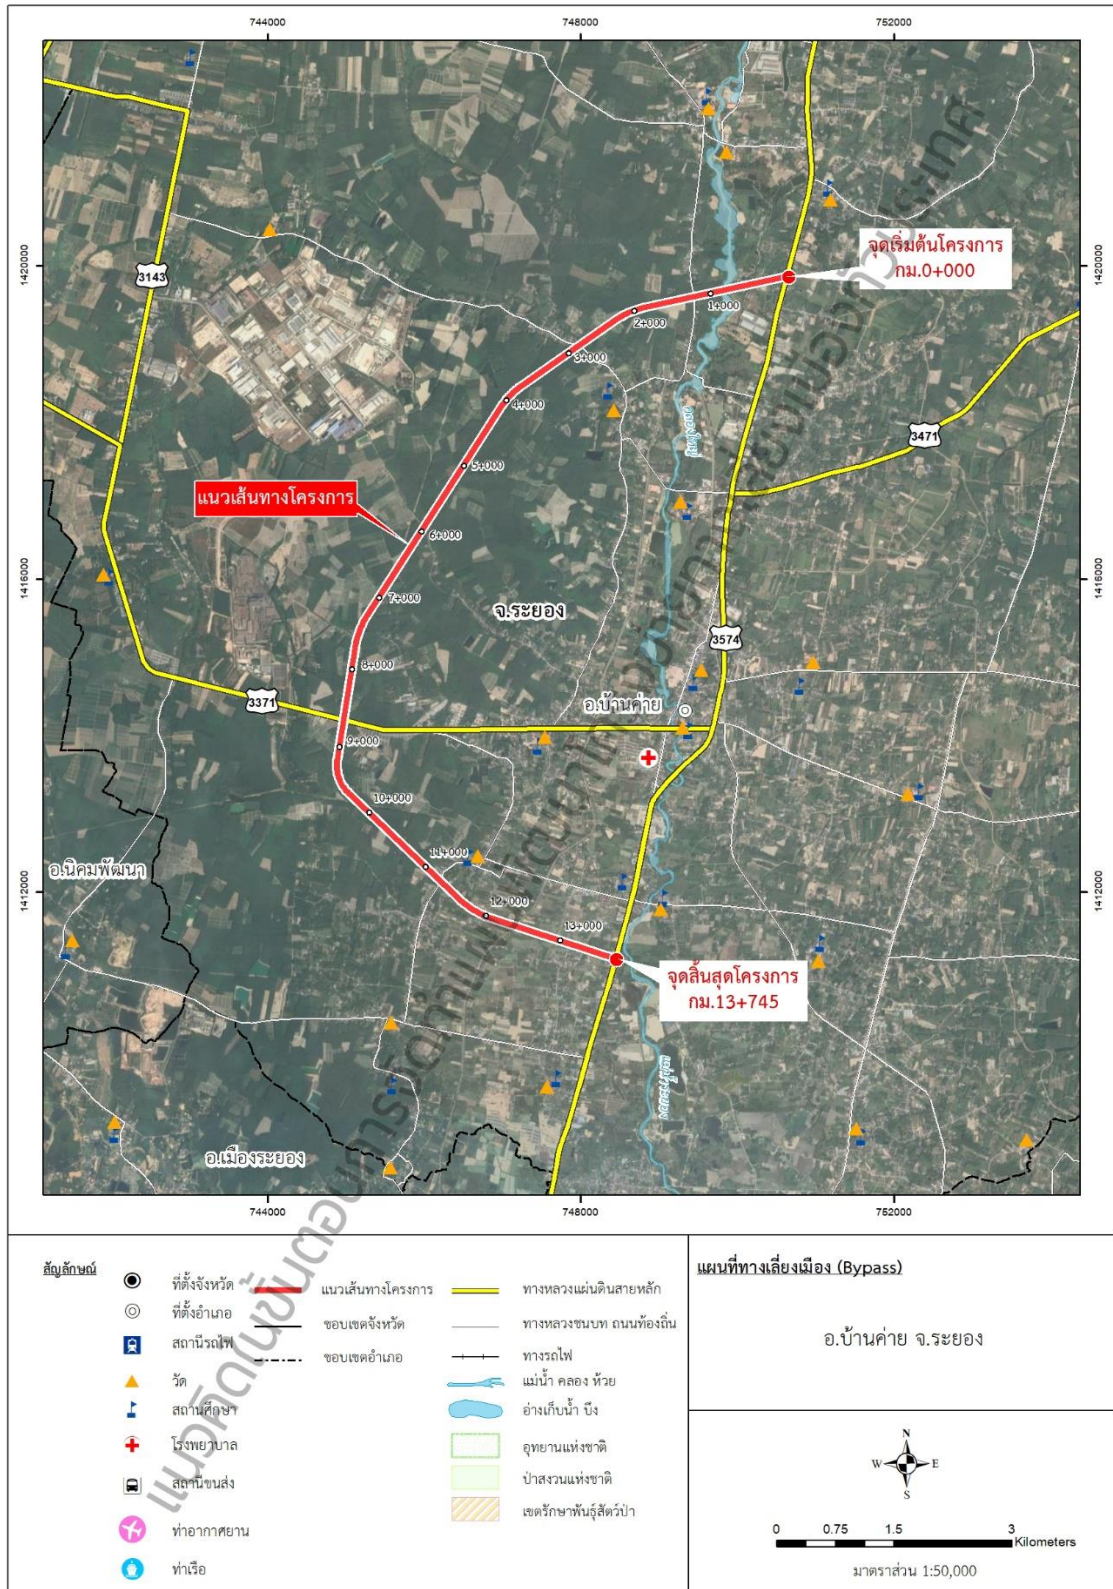 744000
748000
752000
1420000
1420000
จุดเริ่มต้นโครงการ
กม.0+000
3143
1+000
2+000
3+000
4+000
3471
5+000
แนวเส้นทางโครงการ
6+000
1416000
1416000
7+000
จ.ระยอง
3574
8+000
3371
อ.บ้านค่าย
9+000
10+000
11+000
อ.นิคมพัฒนา
1412000
1412000
12+000
13+000
จุดสิ้นสุดโครงการ
กม.13+745
แม่น้ำระยอง
อ.เมืองระยอง
744000
748000
752000
สัญลักษณ์
ที่ตั้งจังหวัด
ที่ตั้งอำเภอ
สถานีรถไฟ
วัด
สถานศึกษา
โรงพยาบาล
สถานีขนส่ง
ท่าอากาศยาน
ท่าเรือ
แนวเส้นทางโครงการ
ขอบเขตจังหวัด
ขอบเขตอำเภอ
ทางหลวงแผ่นดินสายหลัก
ทางหลวงชนบท ถนนท้องถิ่น
ทางรถไฟ
แม่น้ำ คลอง ห้วย
อ่างเก็บน้ำ บึง
อุทยานแห่งชาติ
ป่าสงวนแห่งชาติ
เขตรักษาพันธุ์สัตว์ป่า
แผนที่ทางเลี่ยงเมือง (Bypass)
อ.บ้านค่าย จ.ระยอง
N
W
E
S
0 0.75 1.5 3
Kilometers
มาตราส่วน 1:50,000